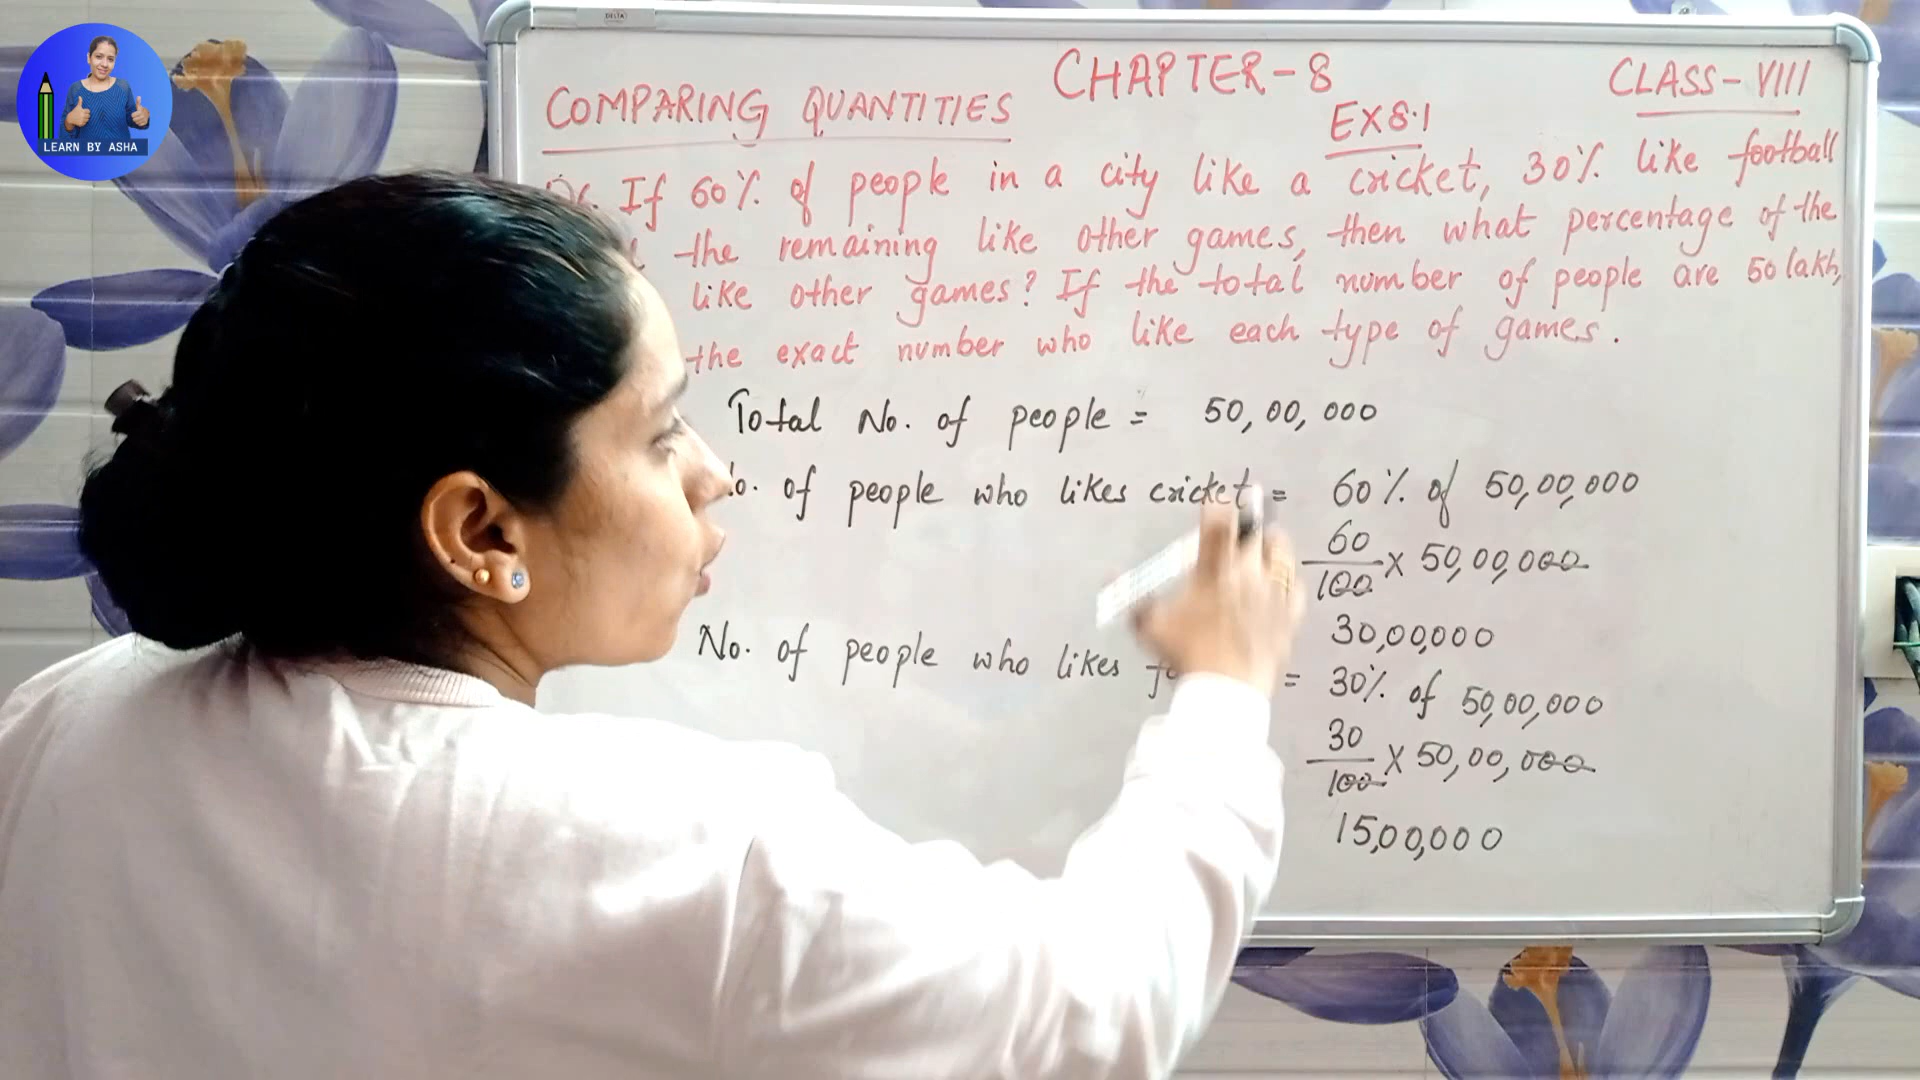 DELTA
LEARN BY ASHA
CHAPTER-8
CLASS-VIII
COMPARING QUANTITIES
EX8.1
If 60% of people in a city like a cricket, 30% like football
the remaining like other games, then what percentage of the
like other games? If the total number of people are 50 lakh,
the exact number who like each type of games.
Total No. of people = 50,00,000
of people who likes cricket = 60% of 50,00,000
60/100 X 50,00,000
30,00,000
No. of people who likes = 30% of 50,00,000
30/100 X 50,00,000
15,00,000